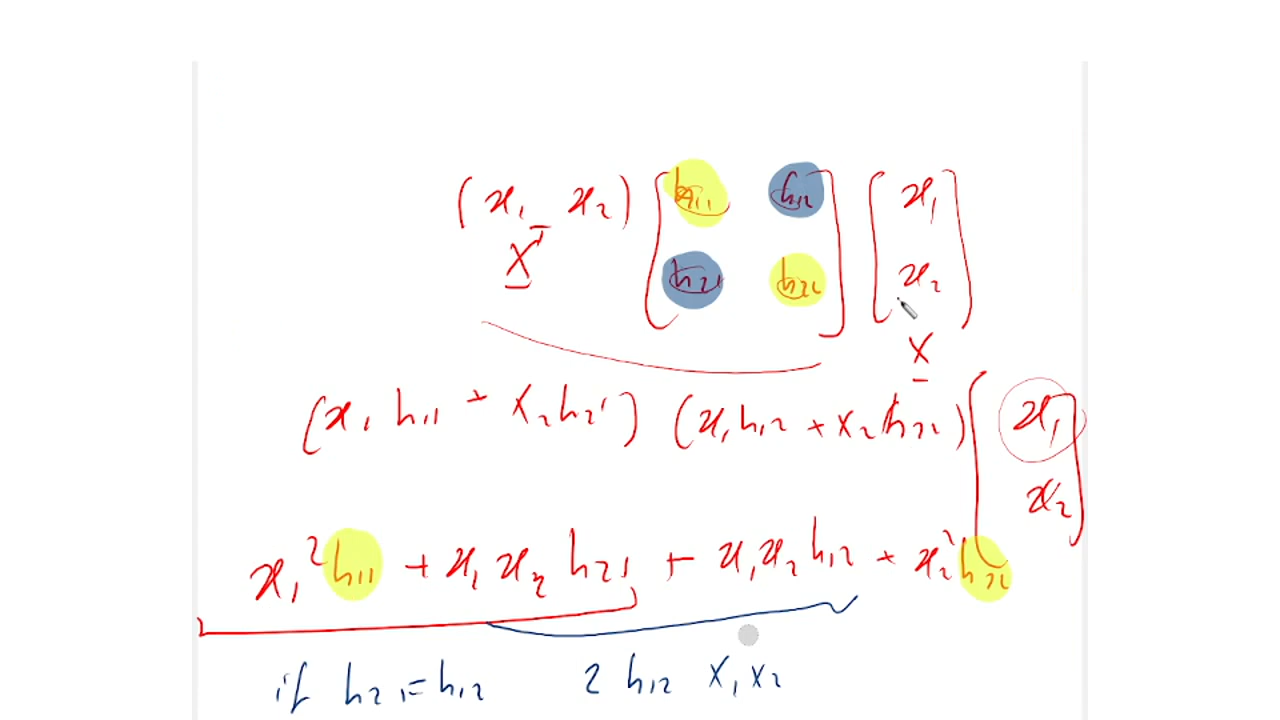 (x₁ x₂) [h₁₁ h₁₂; h₂₁ h₂₂] [x₁; x₂]
Xᵀ X
(x₁h₁₁ + x₂h₂₁) (x₁h₁₂ + x₂h₂₂) [x₁; x₂]
x₁²h₁₁ + x₁x₂h₂₁ + x₁x₂h₁₂ + x₂²h₂₂
if h₂₁ = h₁₂ 2 h₁₂ x₁x₂